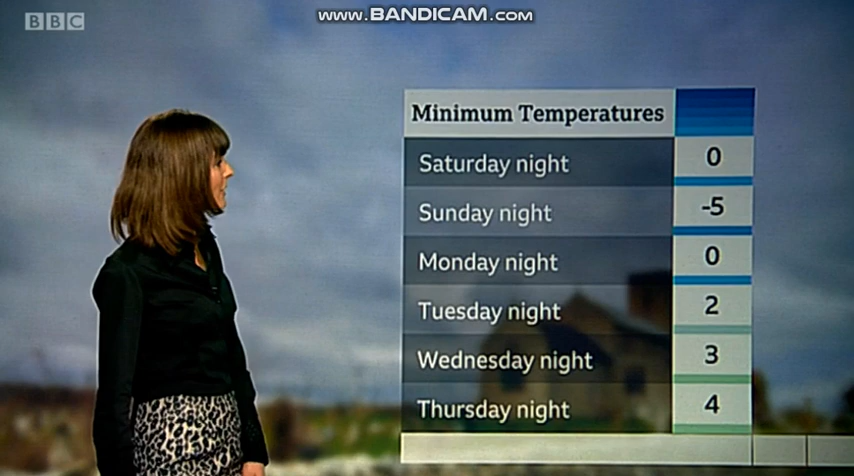 BBC
www.BANDICAM.com
Minimum Temperatures
Saturday night 0
Sunday night -5
Monday night 0
Tuesday night 2
Wednesday night 3
Thursday night 4